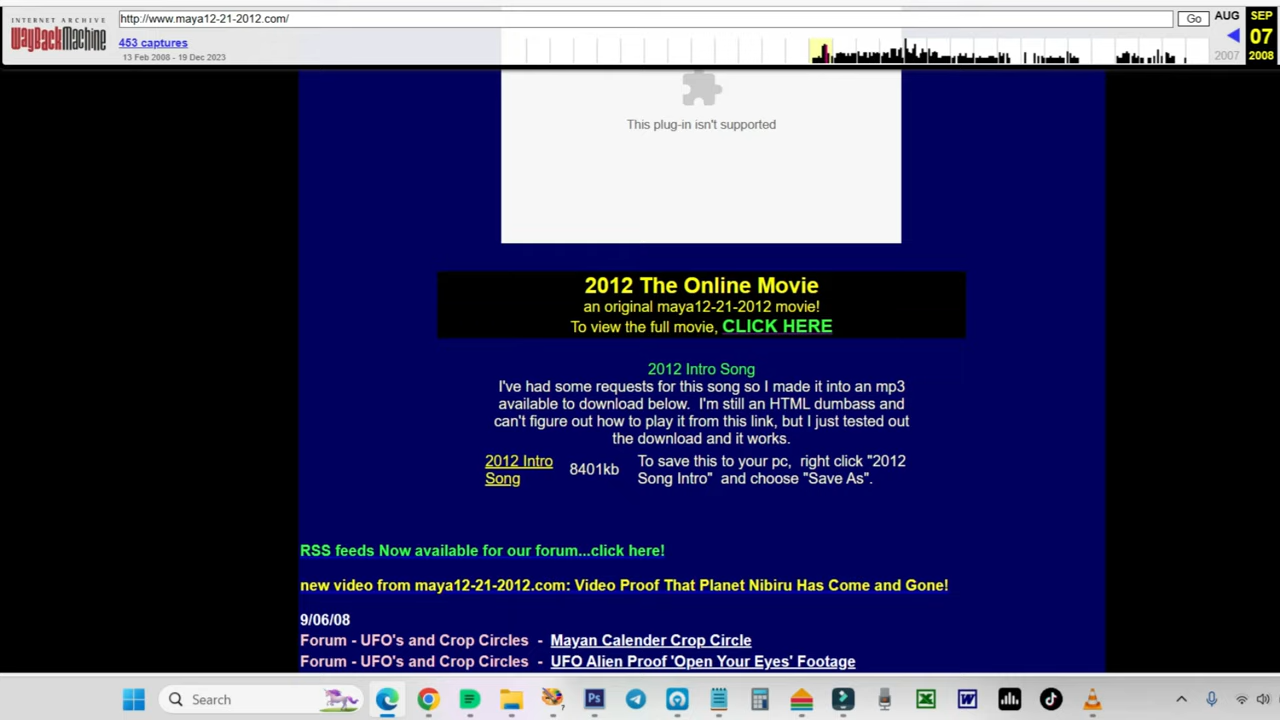 INTERNET ARCHIVE
WayBackMachine
http://www.maya12-21-2012.com/
Go
AUG
SEP
453 captures
07
13 Feb 2008 - 19 Dec 2023
2007
2008
This plug-in isn't supported
2012 The Online Movie
an original maya12-21-2012 movie!
To view the full movie, CLICK HERE
2012 Intro Song
I've had some requests for this song so I made it into an mp3
available to download below. I'm still an HTML dumbass and
can't figure out how to play it from this link, but I just tested out
the download and it works.
2012 Intro
Song
8401kb
To save this to your pc, right click "2012
Song Intro" and choose "Save As".
RSS feeds Now available for our forum...click here!
new video from maya12-21-2012.com: Video Proof That Planet Nibiru Has Come and Gone!
9/06/08
Forum - UFO's and Crop Circles - Mayan Calender Crop Circle
Forum - UFO's and Crop Circles - UFO Alien Proof 'Open Your Eyes' Footage
Search